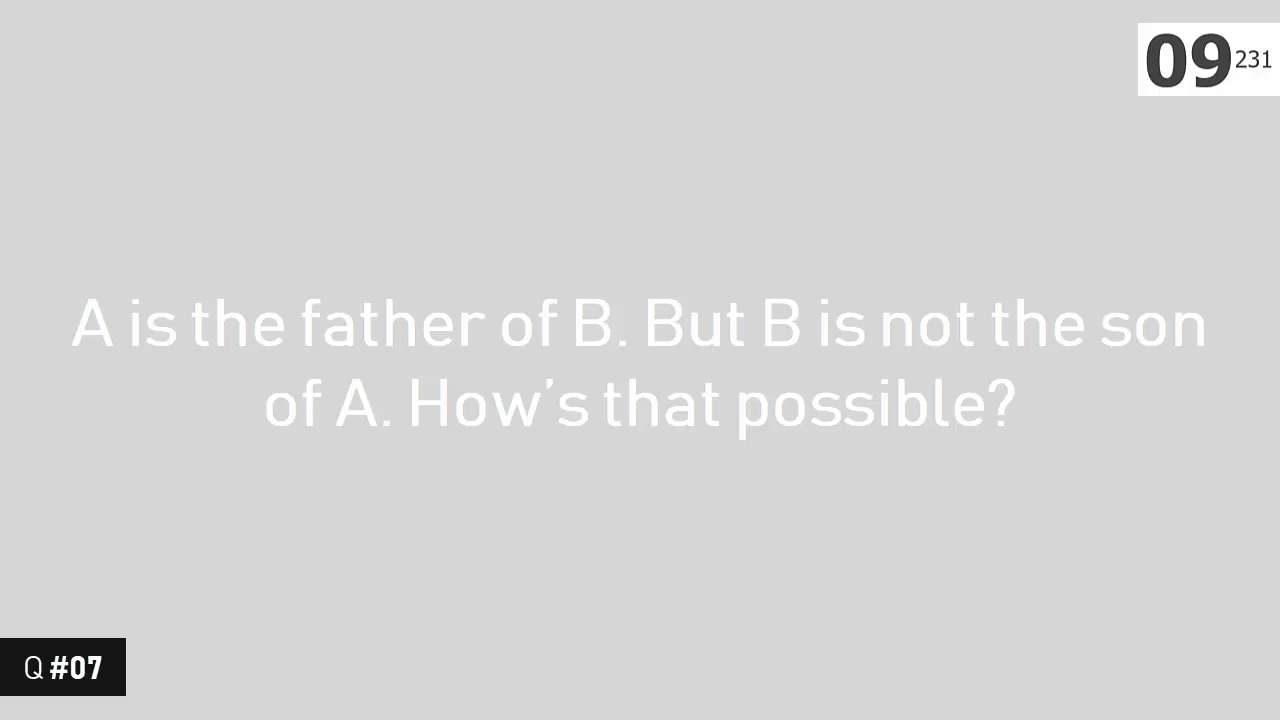 09 231
A is the father of B. But B is not the son
of A. How's that possible?
Q #07